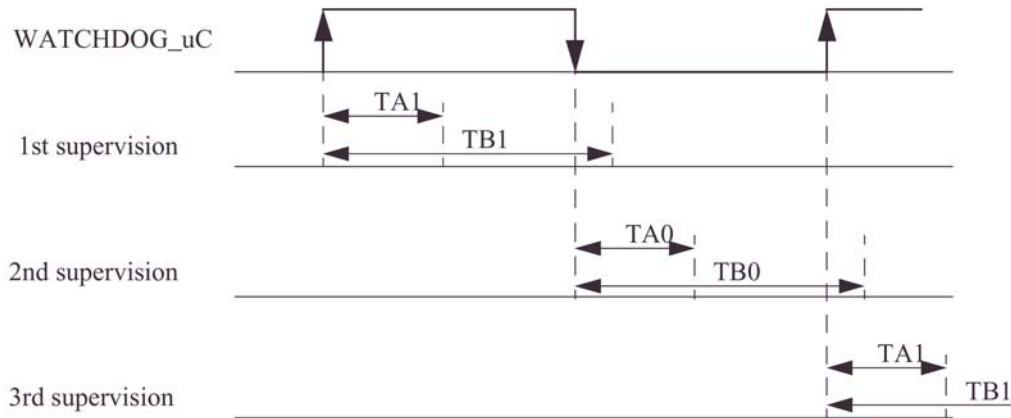 WATCHDOG_uC
TA1
TB1
1st supervision
TA0
TB0
2nd supervision
TA1
TB1
3rd supervision